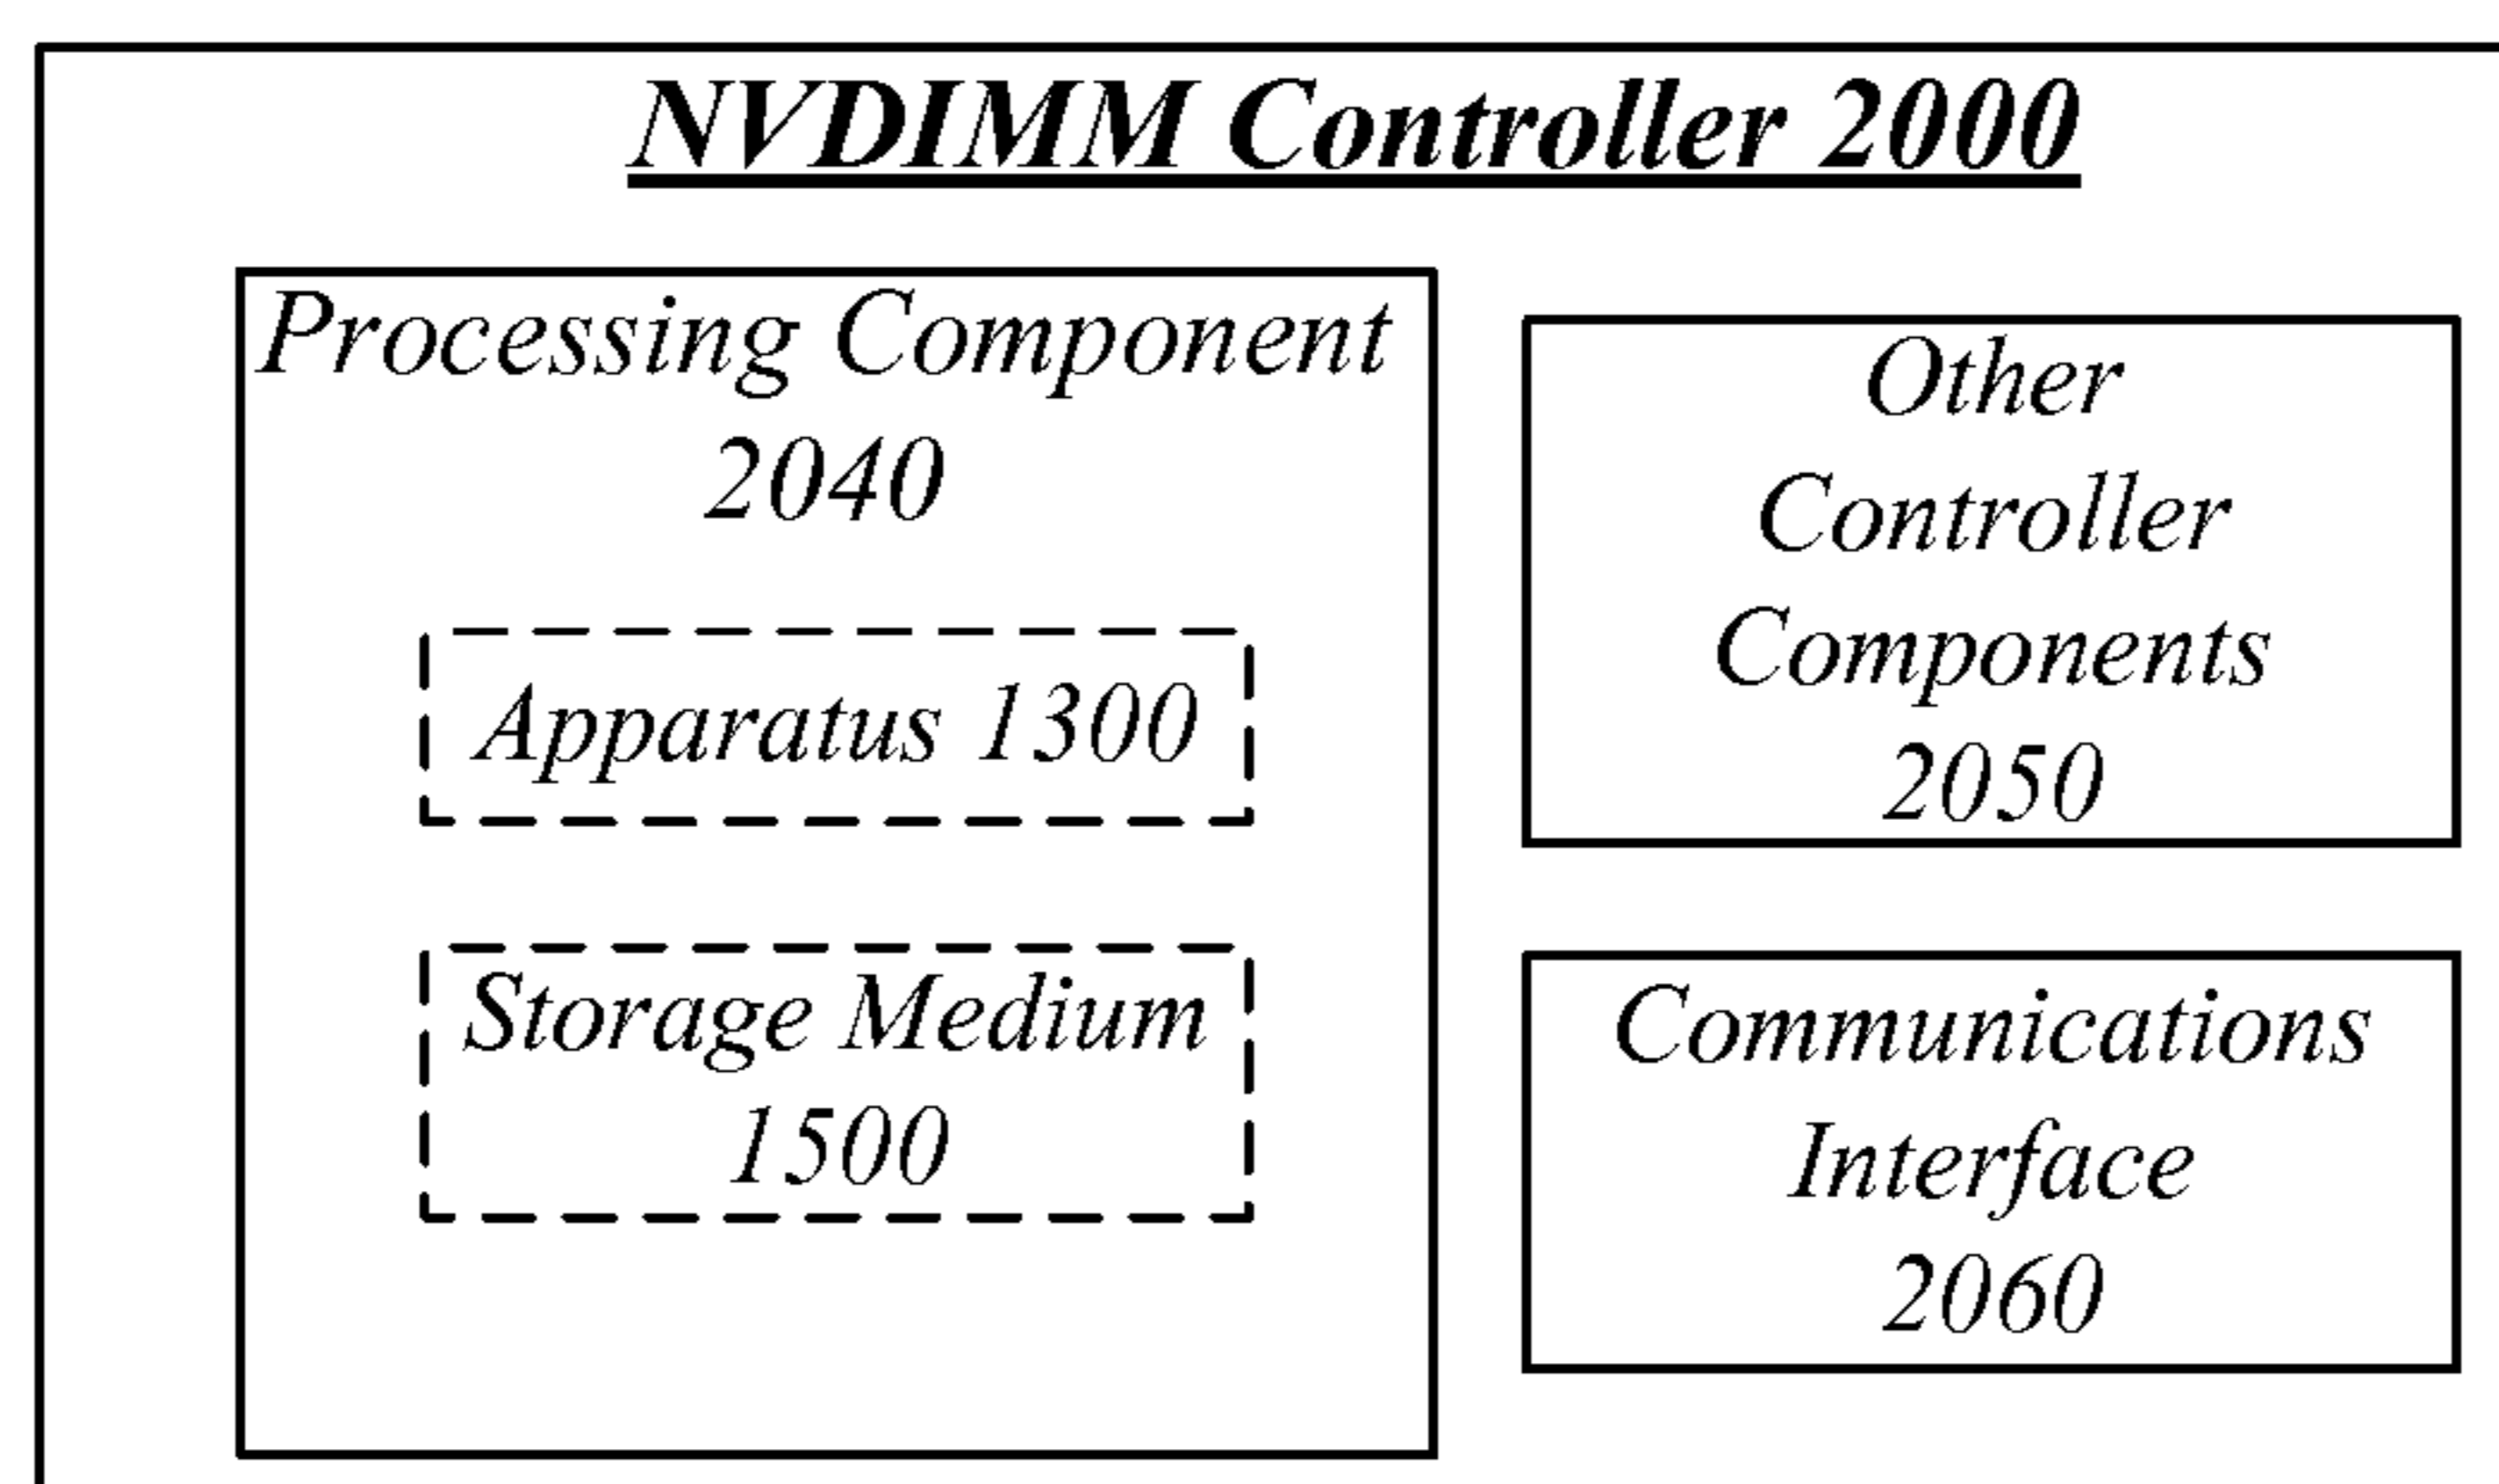 NVDIMM Controller 2000
Processing Component
2040
Apparatus 1300
Storage Medium
1500
Other
Controller
Components
2050
Communications
Interface
2060